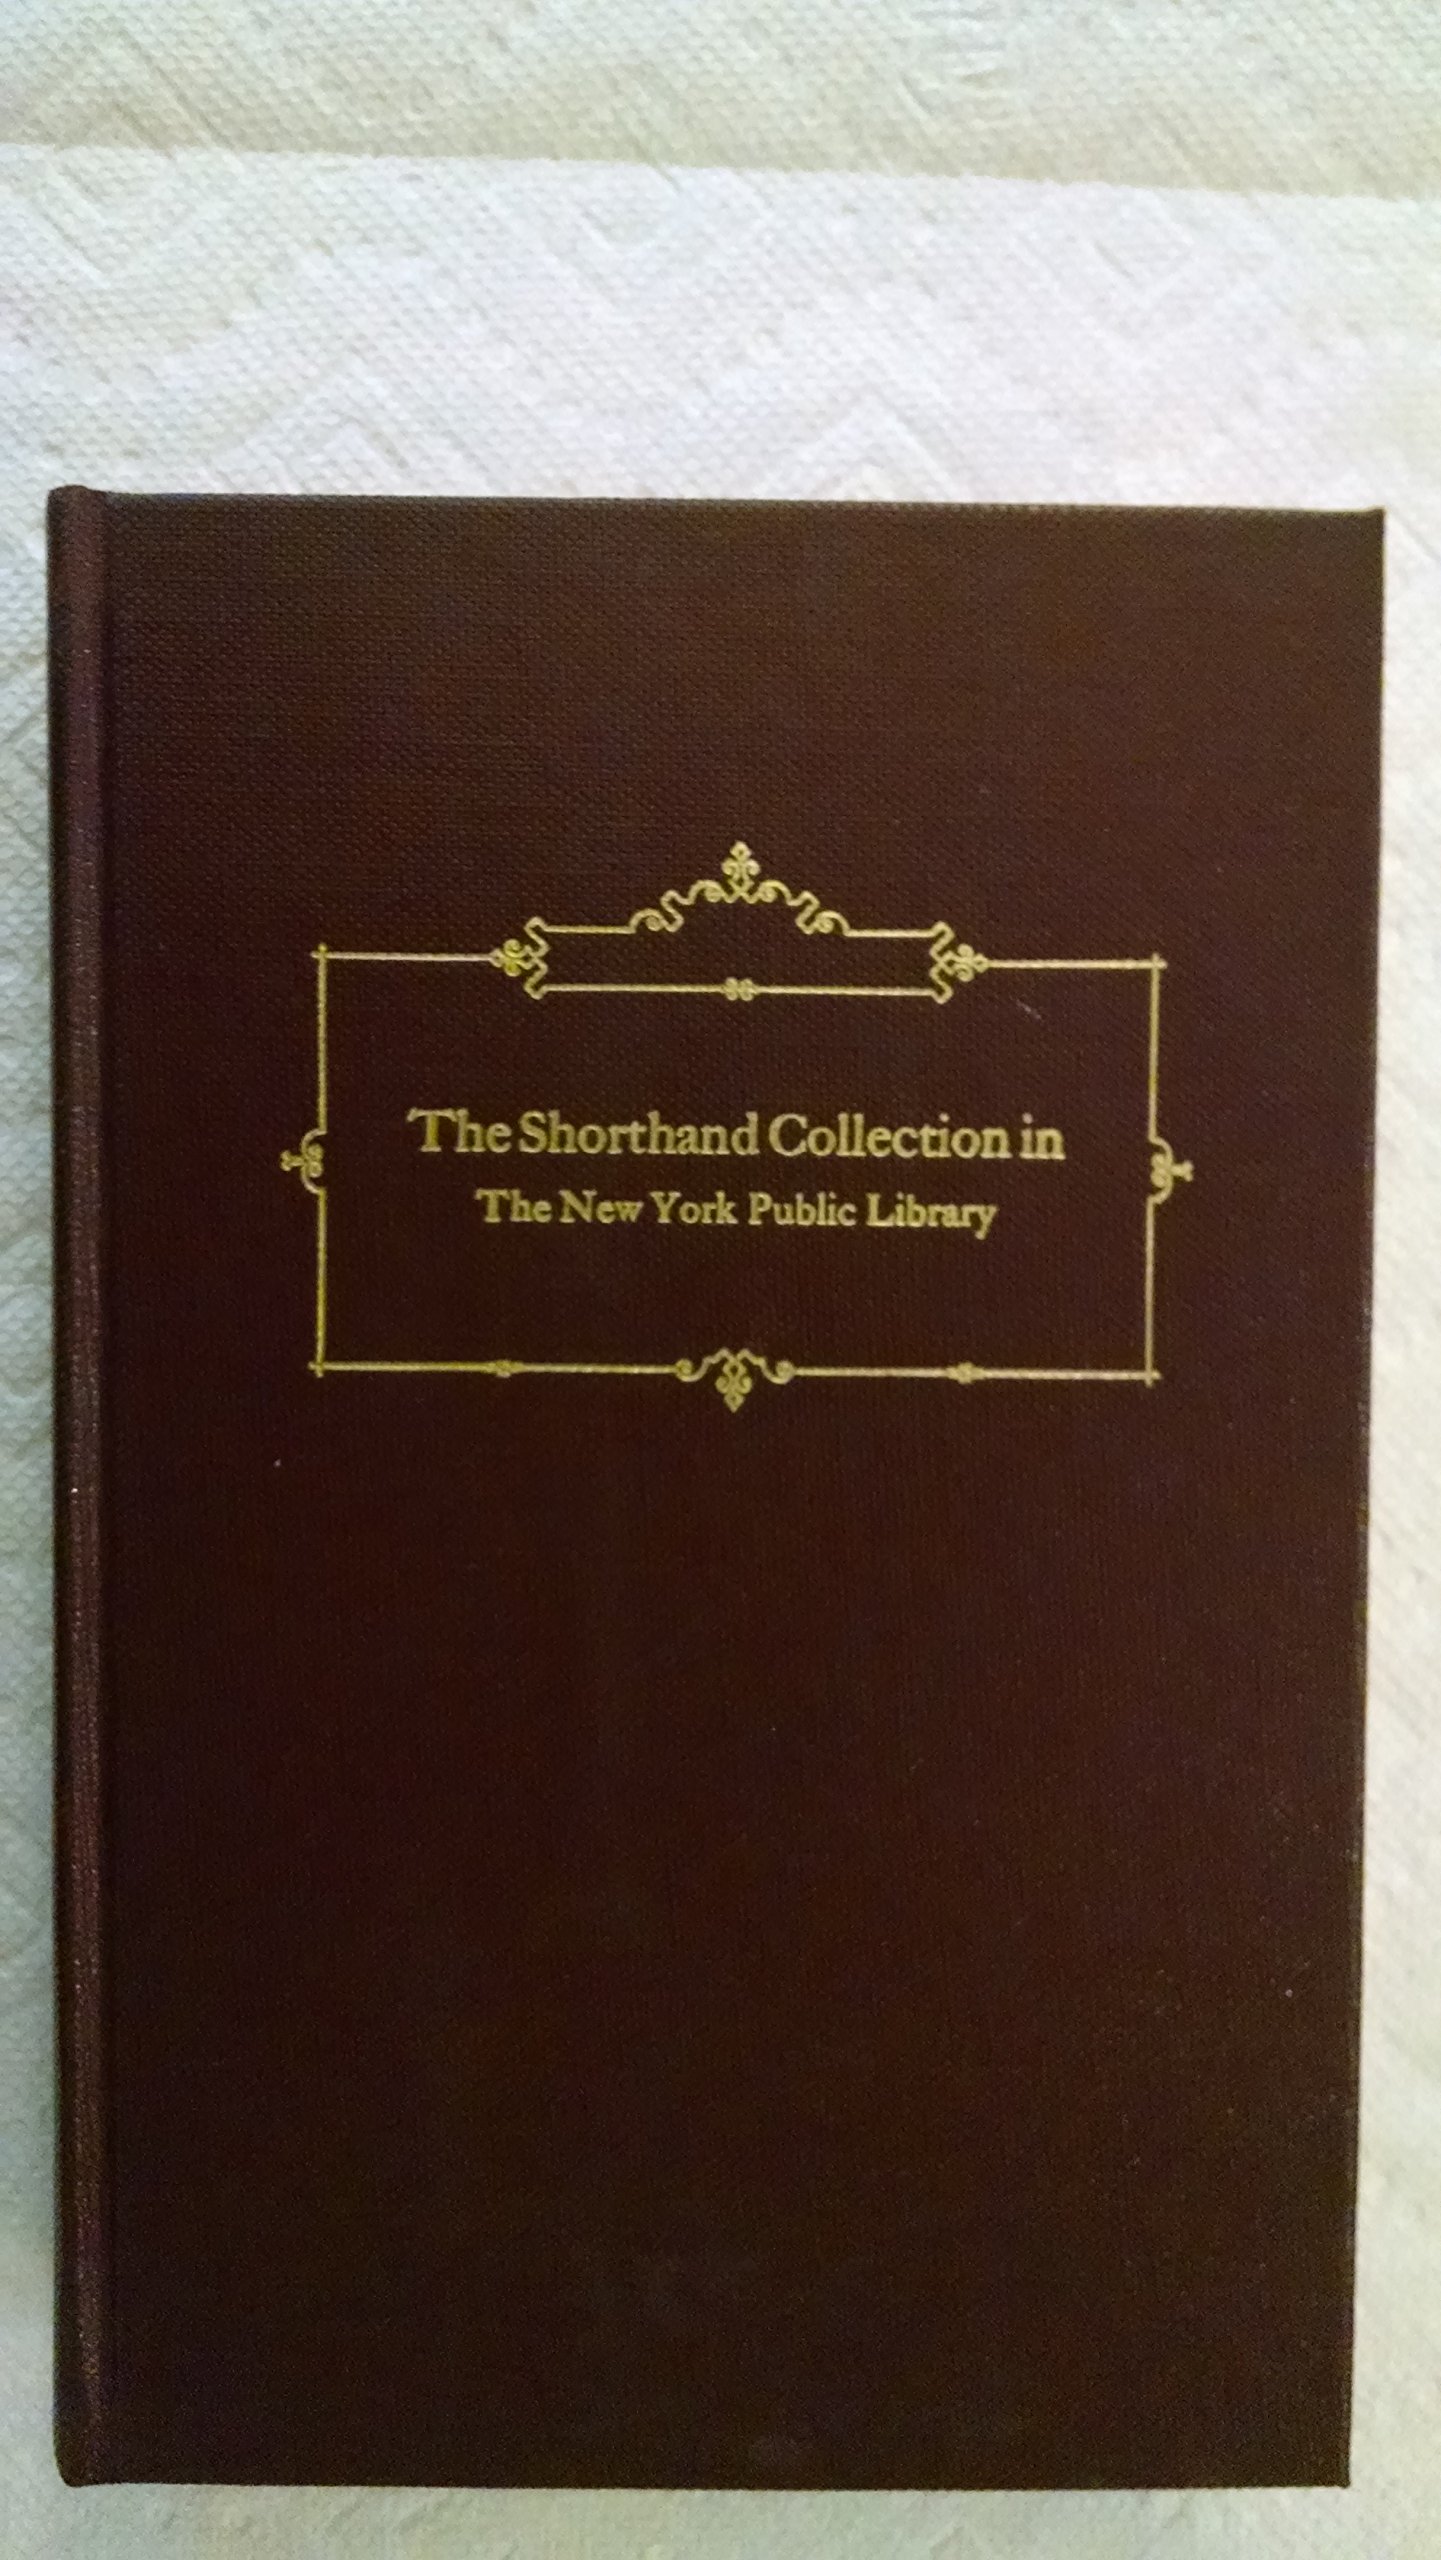 The Shorthand Collection in
The New York Public Library